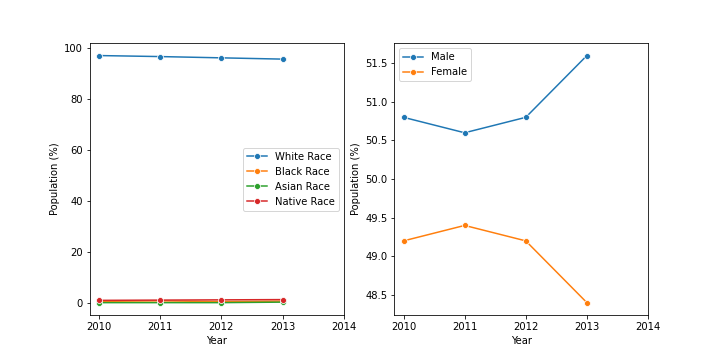 100
80
60
40
20
0
Population (%)
White Race
Black Race
Asian Race
Native Race
2010 2011 2012 2013 2014
Year
Male
Female
51.5
51.0
50.5
50.0
49.5
49.0
48.5
Population (%)
2010 2011 2012 2013 2014
Year